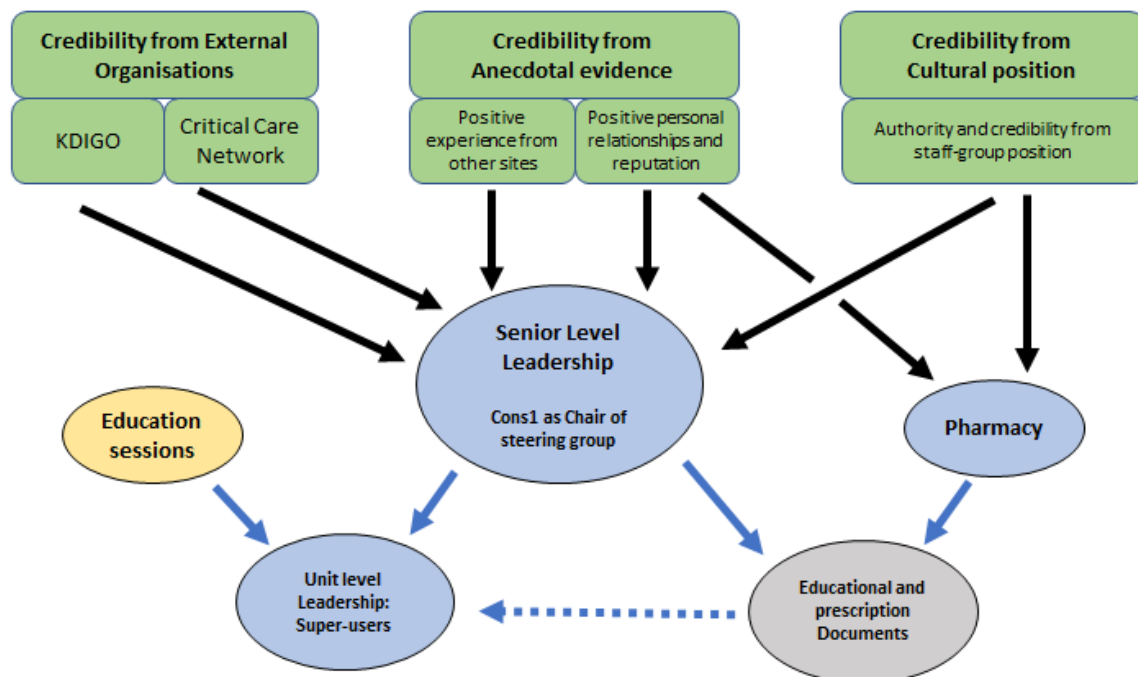 Credibility from External
Organisations
KDIGO
Critical Care
Network
Credibility from
Anecdotal evidence
Positive
experience from
other sites
Positive personal
relationships and
reputation
Credibility from
Cultural position
Authority and credibility from
staff-group position
Senior Level
Leadership
Cons1 as Chair of
steering group
Education
sessions
Pharmacy
Unit level
Leadership:
Super-users
Educational and
prescription
Documents